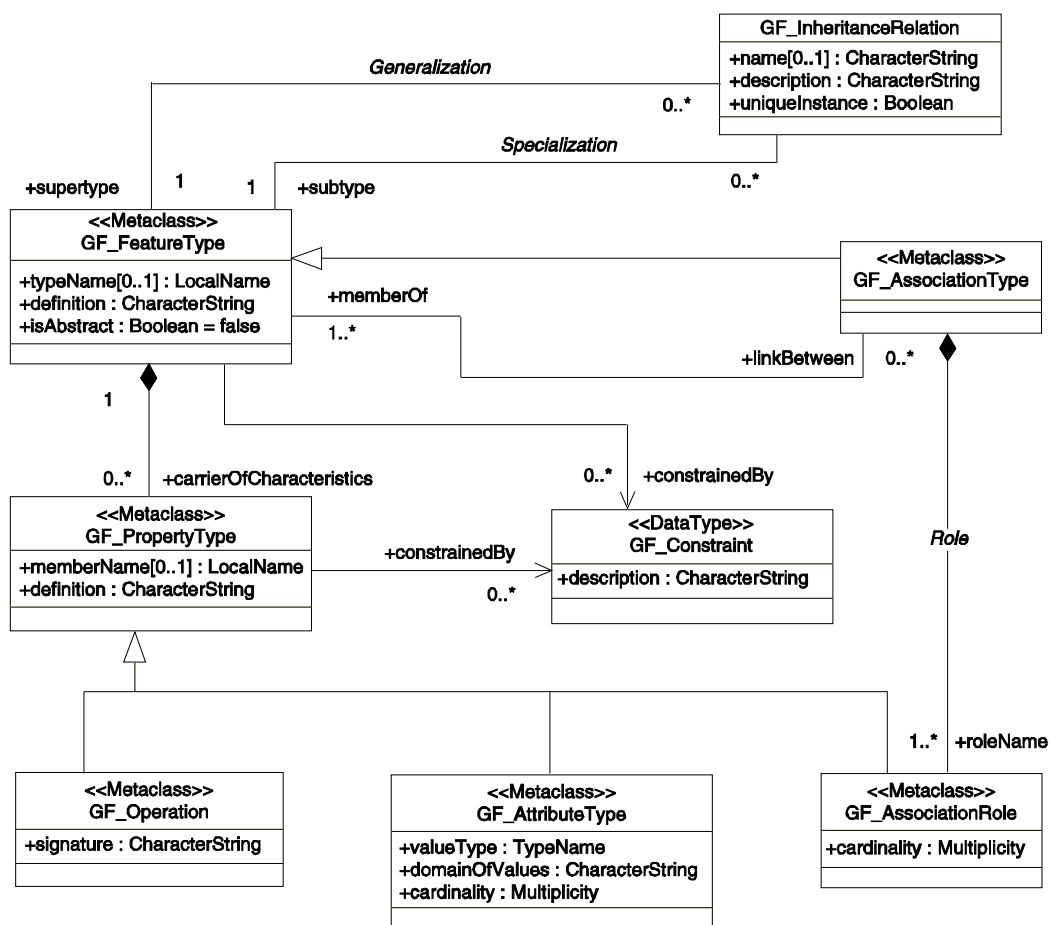 GF_InheritanceRelation
+name[0..1] : CharacterString
+description : CharacterString
+uniqueInstance : Boolean
Generalization
0..*
Specialization
0..*
+supertype
1
1
+subtype
<<Metaclass>>
GF_FeatureType
+typeName[0..1] : LocalName
+definition : CharacterString
+isAbstract : Boolean = false
<<Metaclass>>
GF_AssociationType
+memberOf
1..*
+linkBetween
0..*
1
0..*
+carrierOfCharacteristics
0..*
+constrainedBy
<<Metaclass>>
GF_PropertyType
+memberName[0..1] : LocalName
+definition : CharacterString
+constrainedBy
0..*
<<DataType>>
GF_Constraint
+description : CharacterString
Role
1..*
+roleName
<<Metaclass>>
GF_Operation
+signature : CharacterString
<<Metaclass>>
GF_AttributeType
+valueType : TypeName
+domainOfValues : CharacterString
+cardinality : Multiplicity
<<Metaclass>>
GF_AssociationRole
+cardinality : Multiplicity